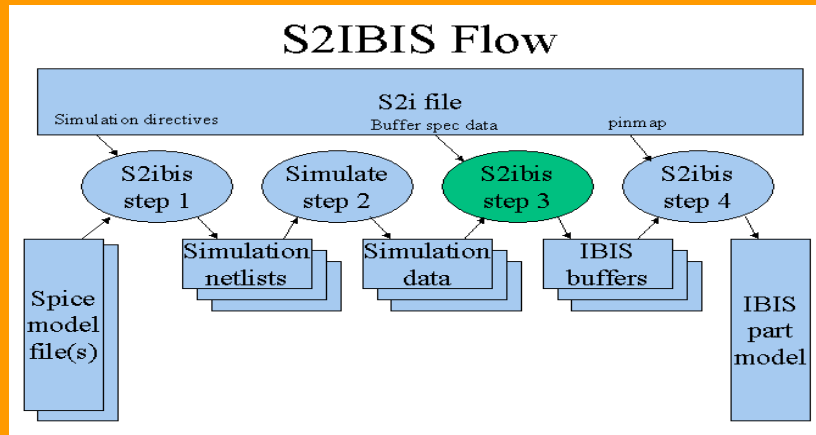 S2IBIS Flow
S2i file
Simulation directives
Buffer spec data
pinmap
S2ibis
step 1
Simulate
step 2
S2ibis
step 3
S2ibis
step 4
Spice
model
file(s)
Simulation
netlists
Simulation
data
IBIS
buffers
IBIS
part
model